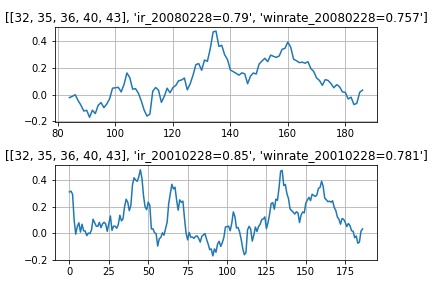 [[32, 35, 36, 40, 43], 'ir_20080228=0.79', 'winrate_20080228=0.757']
0.4
0.2
0.0
−0.2
80 100 120 140 160 180
[[32, 35, 36, 40, 43], 'ir_20010228=0.85', 'winrate_20010228=0.781']
0.4
0.2
0.0
−0.2
0 25 50 75 100 125 150 175